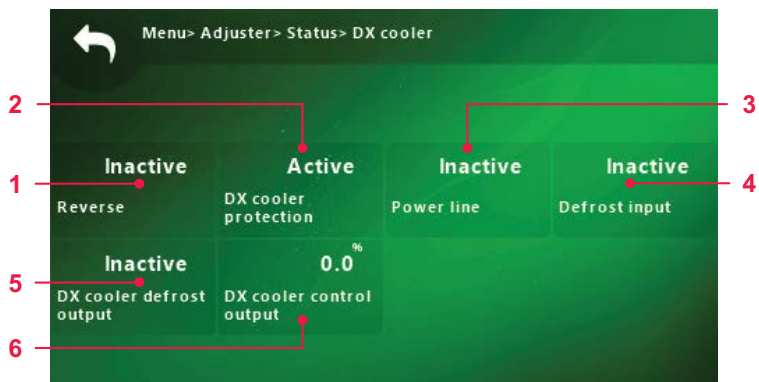 Menu> Adjuster> Status> DX cooler
2
3
Inactive
Active
Inactive
Inactive
1
4
Reverse
DX cooler
protection
Power line
Defrost input
Inactive
%
0.0
5
DX cooler defrost
output
DX cooler control
output
6